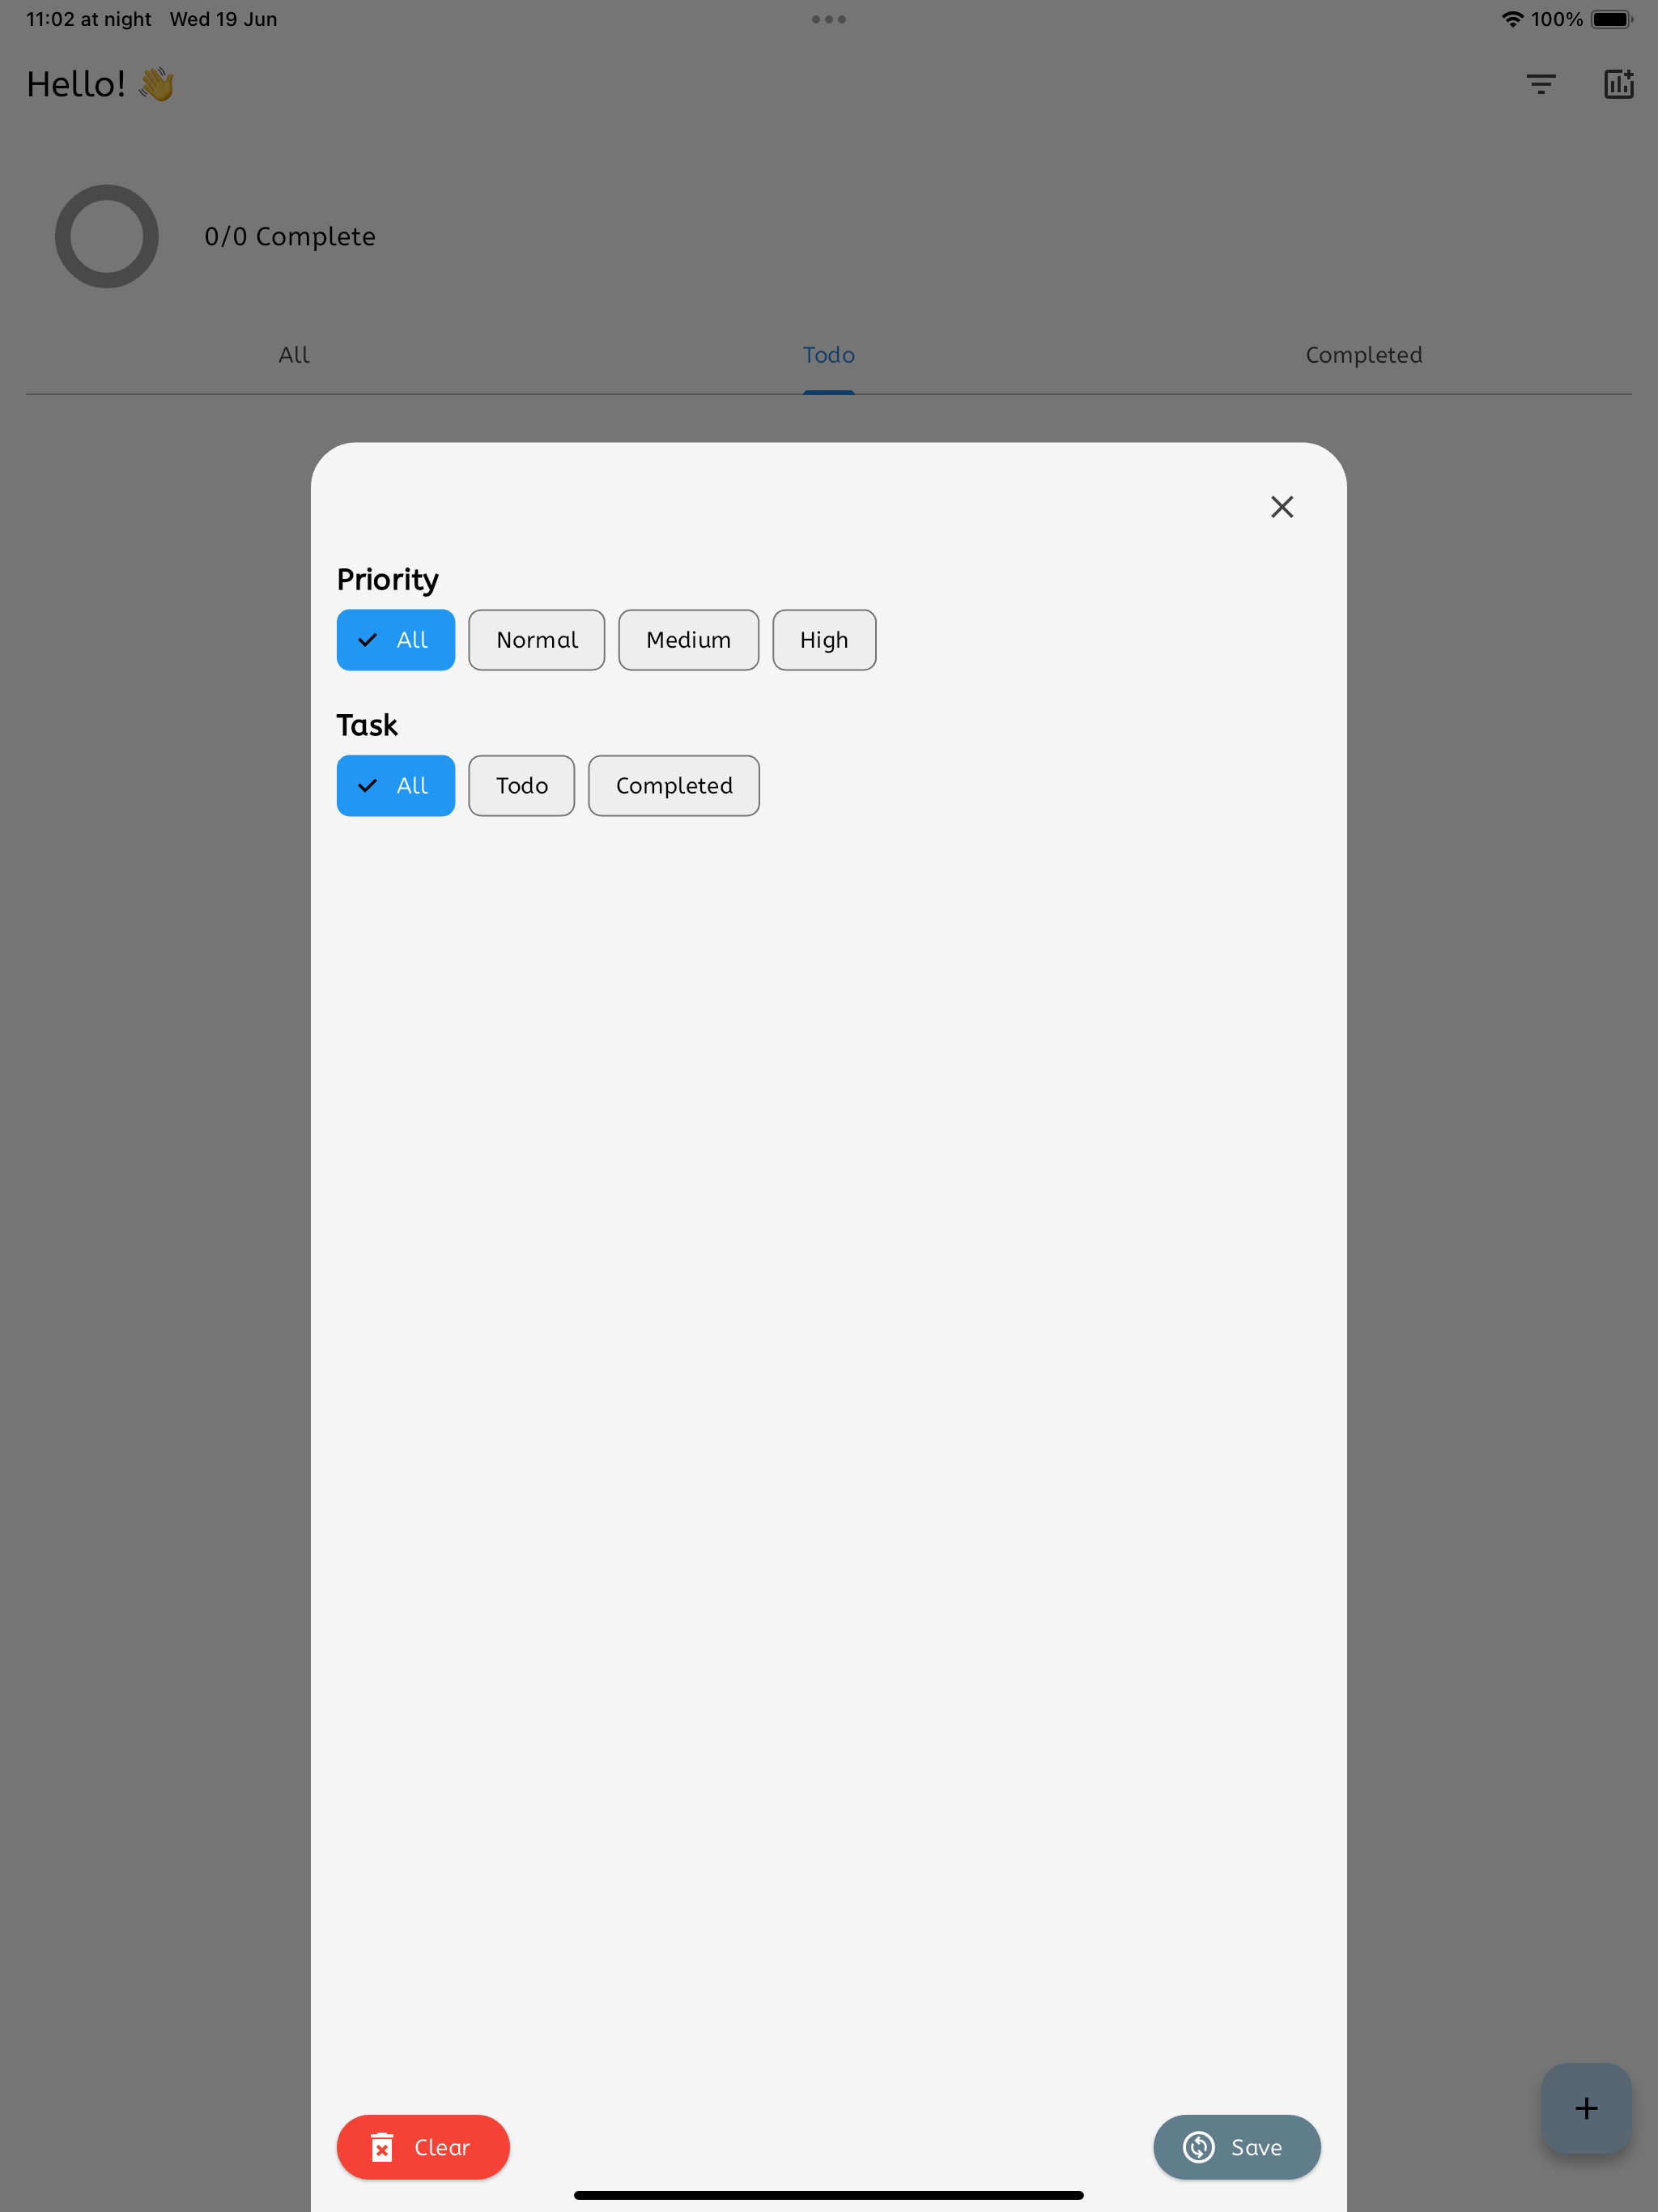 11:02 at night Wed 19 Jun 100%
Hello! 👋
0/0 Complete
All Todo Completed
Priority
All Normal Medium High
Task
All Todo Completed
Clear Save